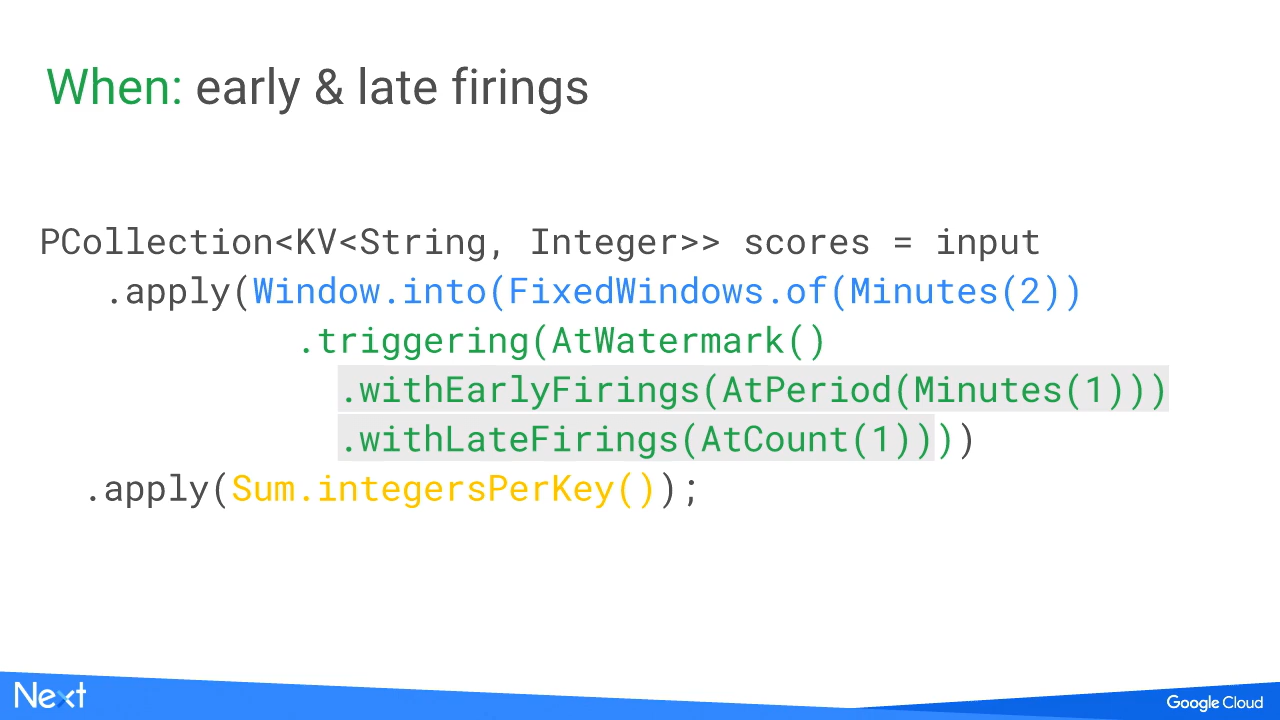 When: early & late firings
PCollection<KV<String, Integer>> scores = input
.apply(Window.into(FixedWindows.of(Minutes(2))
.triggering(AtWatermark()
.withEarlyFirings(AtPeriod(Minutes(1)))
.withLateFirings(AtCount(1))))
.apply(Sum.integersPerKey());
Next
Google Cloud